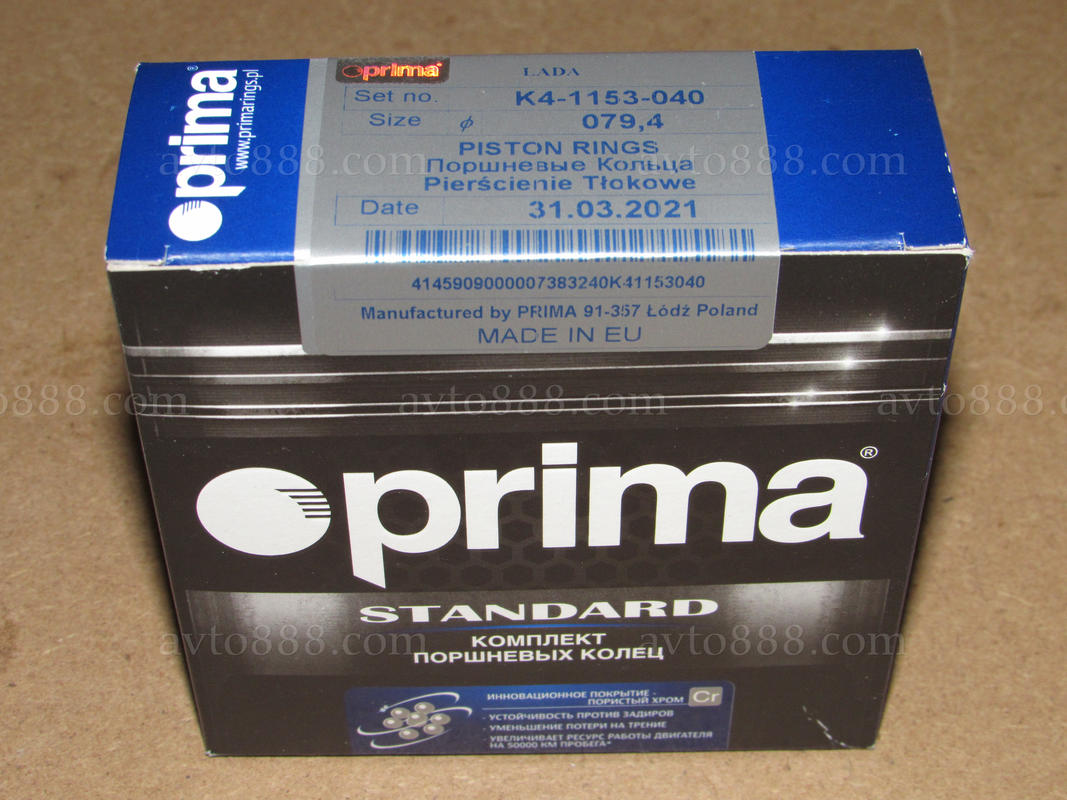 prima®
www.primarings.pl
prima
LADA
Set no. K4-1153-040
Size ϕ 079,4
PISTON RINGS
Поршневые Кольца
Pierścienie Tłokowe
Date 31.03.2021
4145909000007383240K41153040
Manufactured by PRIMA 91-357 Łódź Poland
MADE IN EU
prima®
STANDARD
КОМПЛЕКТ
ПОРШНЕВЫХ КОЛЕЦ
ИННОВАЦИОННОЕ ПОКРЫТИЕ -
ПОРИСТЫЙ ХРОМ Cr
- УСТОЙЧИВОСТЬ ПРОТИВ ЗАДИРОВ
- УМЕНЬШЕНИЕ ПОТЕРИ НА ТРЕНИЕ
- УВЕЛИЧИВАЕТ РЕСУРС РАБОТЫ ДВИГАТЕЛЯ
НА 50000 КМ ПРОБЕГА*
avto888.com avto888.com avto888.com
avto888.com avto888.com avto888.com
avto888.com avto888.com